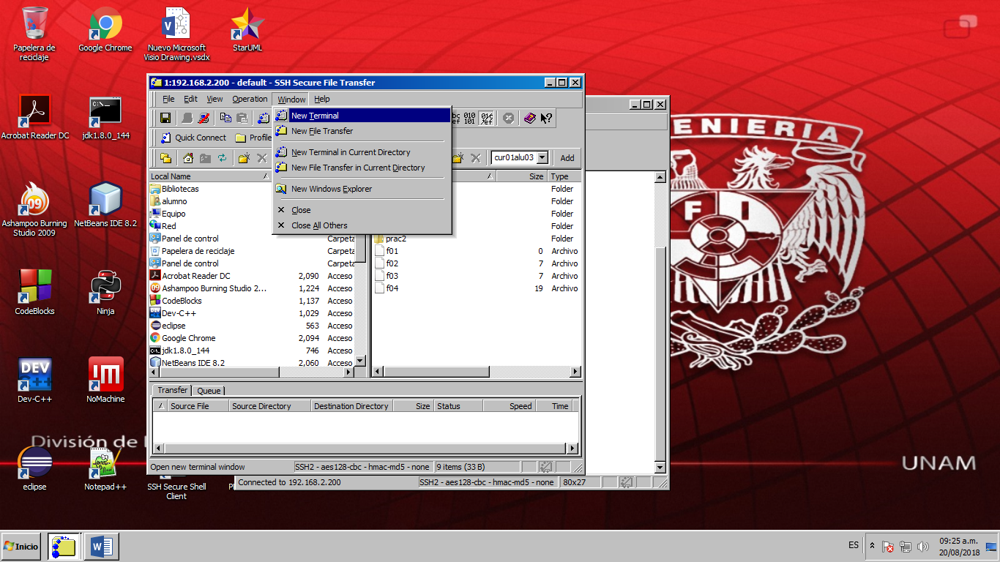 Papelera de reciclaje
Google Chrome
Nuevo Microsoft Visio Drawing.vsdx
StarUML
Acrobat Reader DC
jdk1.8.0_144
Ashampoo Burning Studio 2009
NetBeans IDE 8.2
CodeBlocks
Ninja
Dev-C++
NoMachine
eclipse
Notepad++
SSH Secure Shell Client
1:192.168.2.200 - default - SSH Secure File Transfer
File Edit View Operation Window Help
New Terminal
New File Transfer
New Terminal in Current Directory
New File Transfer in Current Directory
New Windows Explorer
Close
Close All Others
Quick Connect Profile
cur01alu03 Add
Local Name
Size Type
Bibliotecas
alumno
Equipo
Red
Panel de control Carpeta
Papelera de reciclaje Carpeta
Panel de control Carpeta
Acrobat Reader DC 2,090 Acceso
Ashampoo Burning Studio 2... 1,224 Acceso
CodeBlocks 1,137 Acceso
Dev-C++ 1,029 Acceso
eclipse 563 Acceso
Google Chrome 2,094 Acceso
jdk1.8.0_144 746 Acceso
NetBeans IDE 8.2 2,060 Acceso
Folder
Folder
Folder
Folder
prac2 Folder
f01 0 Archivo
f02 7 Archivo
f03 7 Archivo
f04 19 Archivo
Transfer Queue
Source File Source Directory Destination Directory Size Status Speed Time
Open new terminal window SSH2 - aes128-cbc - hmac-md5 - none 9 items (33 B)
Connected to 192.168.2.200 SSH2 - aes128-cbc - hmac-md5 - none 80x27
ENIERIA
F I
División de
UNAM
Inicio
ES
09:25 a.m.
20/08/2018